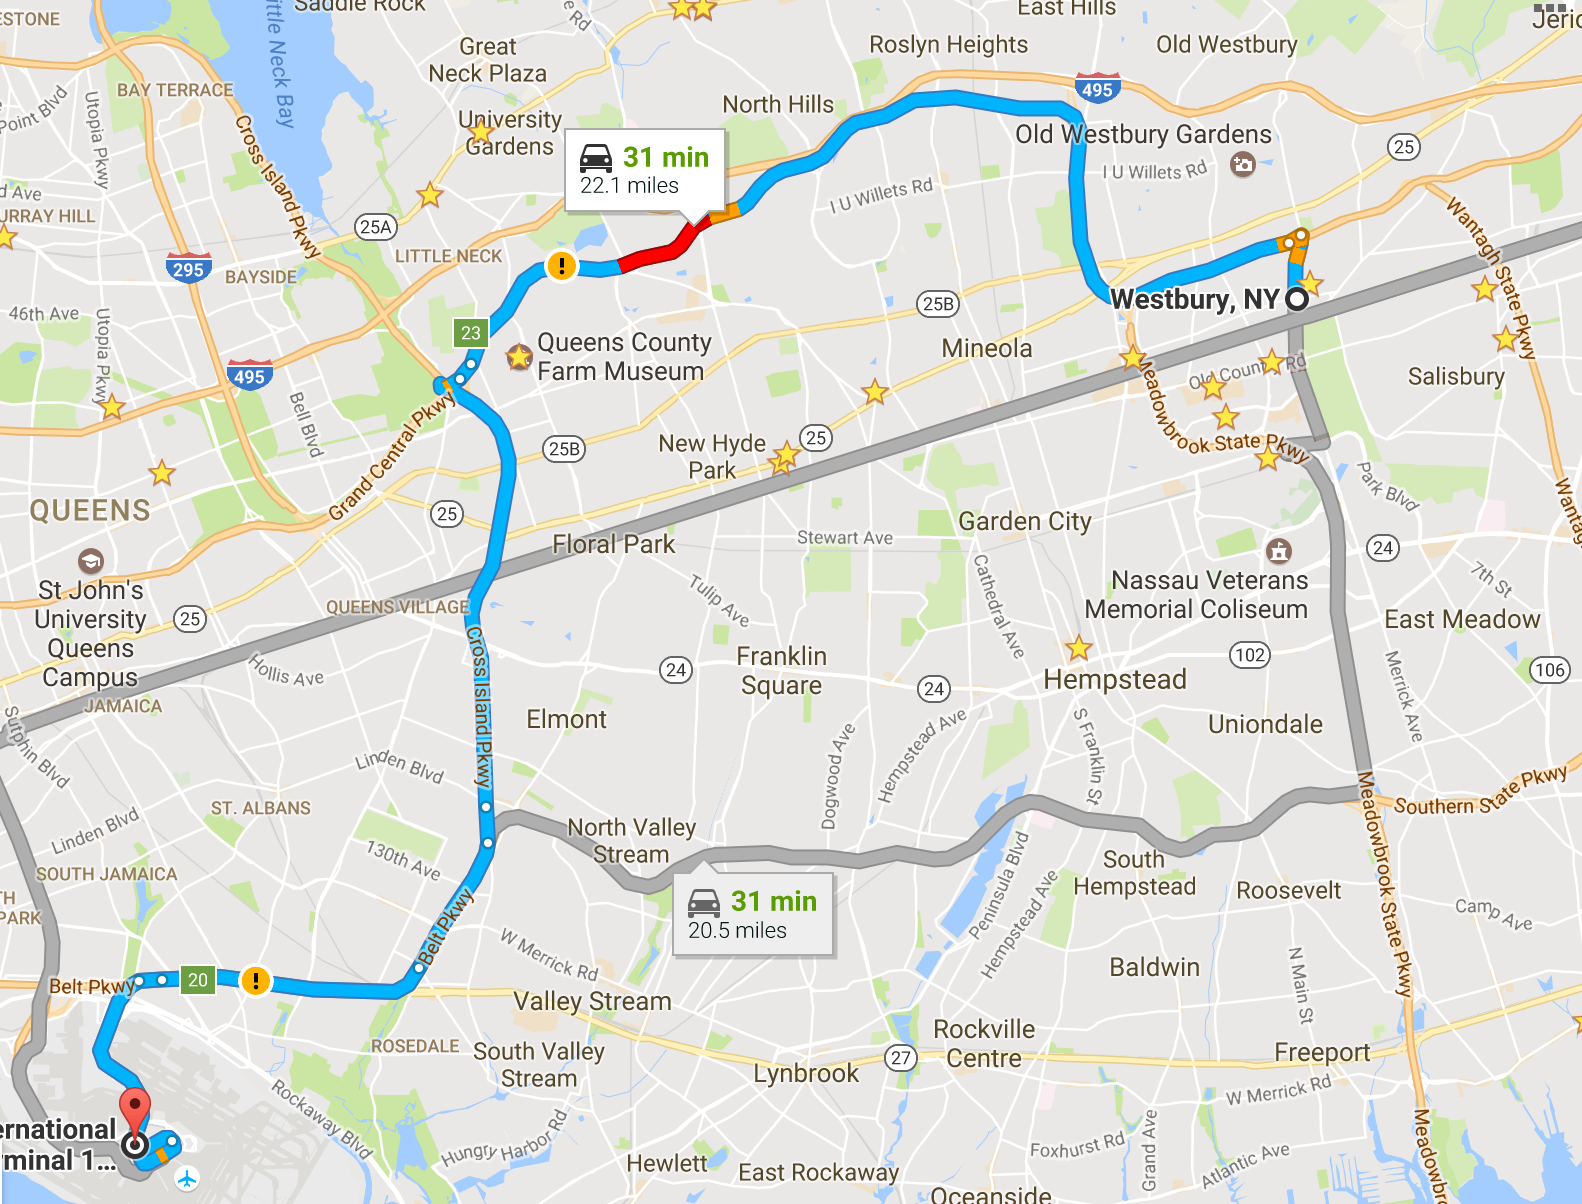 Saddle Rock
East Hills
Jeric
ESTONE
Little Neck Bay
e Rd
Great
Neck Plaza
Roslyn Heights
Old Westbury
BAY TERRACE
495
Point Blvd
Utopia Pkwy
Cross Island Pkwy
University
Gardens
North Hills
Old Westbury Gardens
25
31 min
22.1 miles
I U Willets Rd
I U Willets Rd
d Ave
URRAY HILL
25A
LITTLE NECK
Wantagh State Pkwy
295
BAYSIDE
46th Ave
Utopia Pkwy
23
25B
Westbury, NY
Queens County
Farm Museum
Mineola
Old Country Rd
Salisbury
495
Bell Blvd
Grand Central Pkwy
Meadowbrook State Pkwy
25B
New Hyde
Park
25
QUEENS
25
Park Blvd
Wantag
Garden City
Floral Park
Stewart Ave
24
St John's
University
Queens
Campus
Cathedral Ave
Nassau Veterans
Memorial Coliseum
7th St
QUEENS VILLAGE
Tulip Ave
25
East Meadow
Cross Island Pkwy
Hollis Ave
24
Franklin
Square
24
102
Hempstead
106
JAMAICA
Merrick Ave
Sutphin Blvd
Elmont
Dogwood Ave
Hempstead Ave
S Franklin St
Uniondale
Linden Blvd
ST. ALBANS
Meadowbrook State Pkwy
Southern State Pkwy
Linden Blvd
130th Ave
North Valley
Stream
South
Hempstead
Roosevelt
SOUTH JAMAICA
TH
PARK
31 min
20.5 miles
Peninsula Blvd
Hempstead Ave
Camp Ave
Belt Pkwy
W Merrick Rd
Baldwin
N Main St
Belt Pkwy
20
Valley Stream
ROSEDALE
South Valley
Stream
Rockville
Centre
27
Lynbrook
Freeport
W Merrick Rd
Rockaway Blvd
ernational
rminal 1...
Hungry Harbor Rd
Hewlett
East Rockaway
Foxhurst Rd
Grand Ave
Atlantic Ave
Meadowbro
Oceanside